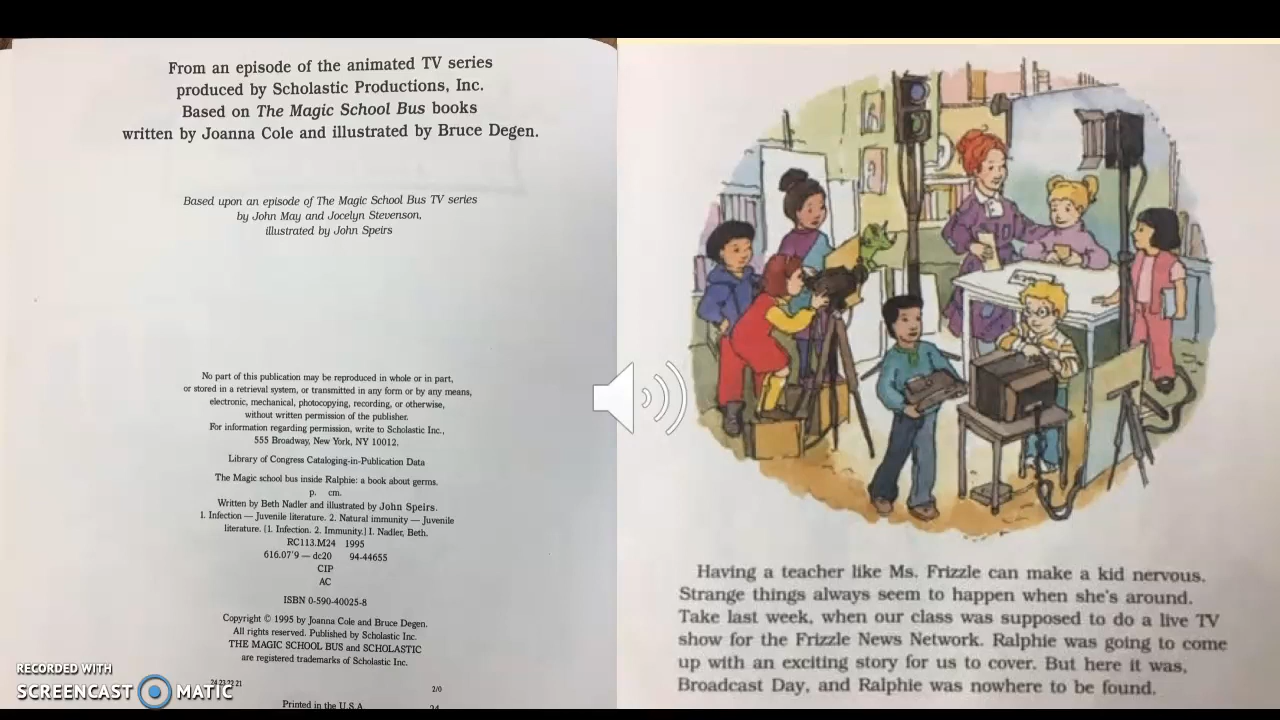 From an episode of the animated TV series
produced by Scholastic Productions, Inc.
Based on The Magic School Bus books
written by Joanna Cole and illustrated by Bruce Degen.
Based upon an episode of The Magic School Bus TV series
by John May and Jocelyn Stevenson,
illustrated by John Speirs
No part of this publication may be reproduced in whole or in part,
or stored in a retrieval system, or transmitted in any form or by any means,
electronic, mechanical, photocopying, recording, or otherwise,
without written permission of the publisher.
For information regarding permission, write to Scholastic Inc.,
555 Broadway, New York, NY 10012.
Library of Congress Cataloging-in-Publication Data
The Magic school bus inside Ralphie: a book about germs.
p. cm.
Written by Beth Nadler and illustrated by John Speirs.
1. Infection — Juvenile literature. 2. Natural immunity — Juvenile
literature. [1. Infection. 2. Immunity.] I. Nadler, Beth.
RC113.M24 1995
616.07'9 — dc20 94-44655
CIP
AC
ISBN 0-590-40025-8
Copyright © 1995 by Joanna Cole and Bruce Degen.
All rights reserved. Published by Scholastic Inc.
THE MAGIC SCHOOL BUS and SCHOLASTIC
are registered trademarks of Scholastic Inc.
24 23 22 21 2/0
Printed in the U.S.A. 24
RECORDED WITH
SCREENCAST MATIC
Having a teacher like Ms. Frizzle can make a kid nervous.
Strange things always seem to happen when she's around.
Take last week, when our class was supposed to do a live TV
show for the Frizzle News Network. Ralphie was going to come
up with an exciting story for us to cover. But here it was,
Broadcast Day, and Ralphie was nowhere to be found.